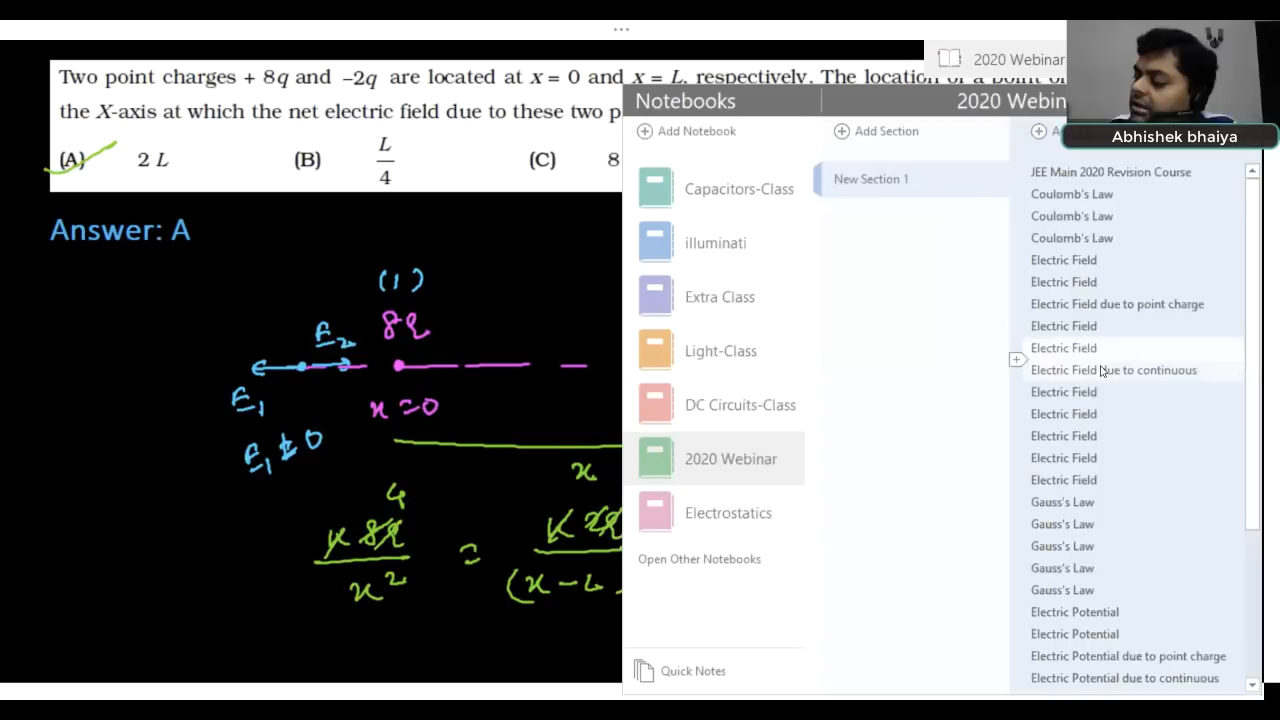 2020 Webinar
Two point charges + 8q and −2q are located at x = 0 and x = L, respectively. The location of a point o
the X-axis at which the net electric field due to these two p
(A) 2 L (B) L/4 (C) 8
Answer: A
(1)
8q
E2
E1
x = 0
E1 ≠ 0
x
4
K 8q / x² = K 2q / (x − L
Abhishek bhaiya
Notebooks
2020 Webin
Add Notebook
Add Section
A
Capacitors-Class
illuminati
Extra Class
Light-Class
DC Circuits-Class
2020 Webinar
Electrostatics
Open Other Notebooks
Quick Notes
New Section 1
JEE Main 2020 Revision Course
Coulomb's Law
Coulomb's Law
Coulomb's Law
Electric Field
Electric Field
Electric Field due to point charge
Electric Field
Electric Field
Electric Field due to continuous
Electric Field
Electric Field
Electric Field
Electric Field
Electric Field
Gauss's Law
Gauss's Law
Gauss's Law
Gauss's Law
Gauss's Law
Electric Potential
Electric Potential
Electric Potential due to point charge
Electric Potential due to continuous